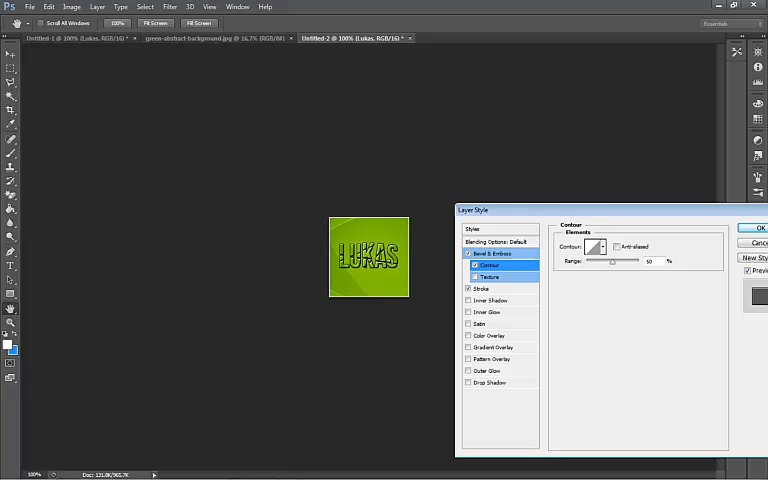 Ps File Edit Image Layer Type Select Filter 3D View Window Help
Scroll All Windows 100% Fit Screen Fill Screen Essentials
Untitled-1 @ 100% (Lukas, RGB/16) * × green-abstract-background.jpg @ 16,7% (RGB/8#) × Untitled-2 @ 100% (Lukas, RGB/16) * ×
LUKAS
Layer Style
Styles
Blending Options: Default
Bevel & Emboss
Contour
Texture
Stroke
Inner Shadow
Inner Glow
Satin
Color Overlay
Gradient Overlay
Pattern Overlay
Outer Glow
Drop Shadow
Contour
Elements
Contour: Anti-aliased
Range: 50 %
OK
Cance
New Sty
Previ
100% Doc: 131,8K/965,7K